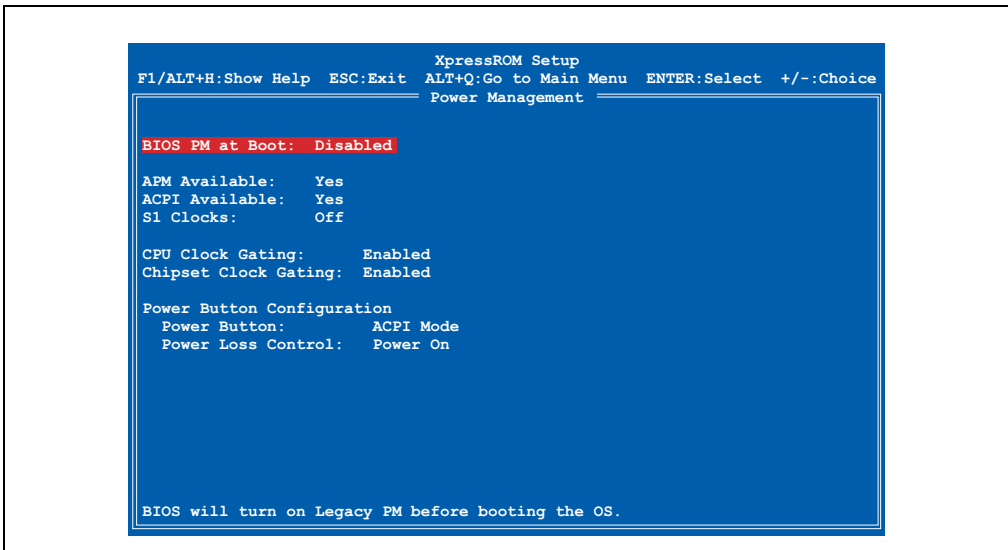 XpressROM Setup
F1/ALT+H:Show Help ESC:Exit ALT+Q:Go to Main Menu ENTER:Select +/-:Choice
Power Management
BIOS PM at Boot: Disabled
APM Available: Yes
ACPI Available: Yes
S1 Clocks: Off
CPU Clock Gating: Enabled
Chipset Clock Gating: Enabled
Power Button Configuration
Power Button: ACPI Mode
Power Loss Control: Power On
BIOS will turn on Legacy PM before booting the OS.